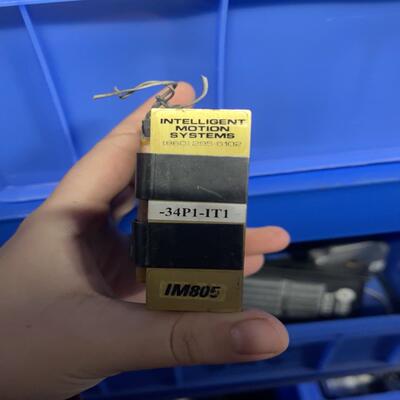 INTELLIGENT
MOTION
SYSTEMS
(860) 295-6102
-34P1-IT1
IM805